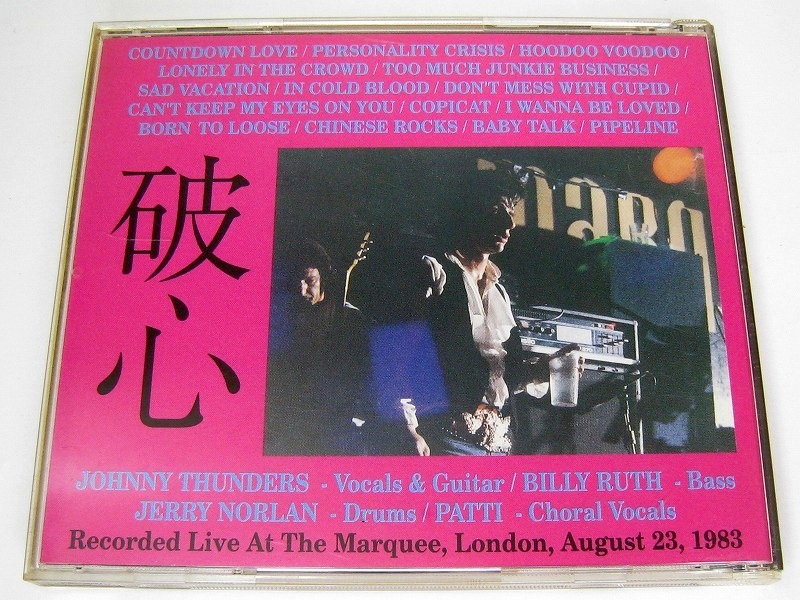 COUNTDOWN LOVE / PERSONALITY CRISIS / HOODOO VOODOO /
LONELY IN THE CROWD / TOO MUCH JUNKIE BUSINESS /
SAD VACATION / IN COLD BLOOD / DON'T MESS WITH CUPID /
CAN'T KEEP MY EYES ON YOU / COPICAT / I WANNA BE LOVED /
BORN TO LOOSE / CHINESE ROCKS / BABY TALK / PIPELINE
破心
marq
JOHNNY THUNDERS - Vocals & Guitar / BILLY RUTH - Bass
JERRY NORLAN - Drums / PATTI - Choral Vocals
Recorded Live At The Marquee, London, August 23, 1983